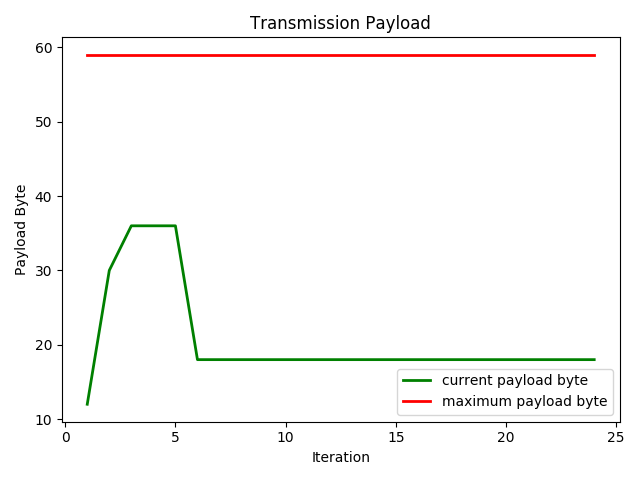 Transmission Payload
60
50
40
30
20
10
Payload Byte
0
5
10
15
20
25
Iteration
current payload byte
maximum payload byte